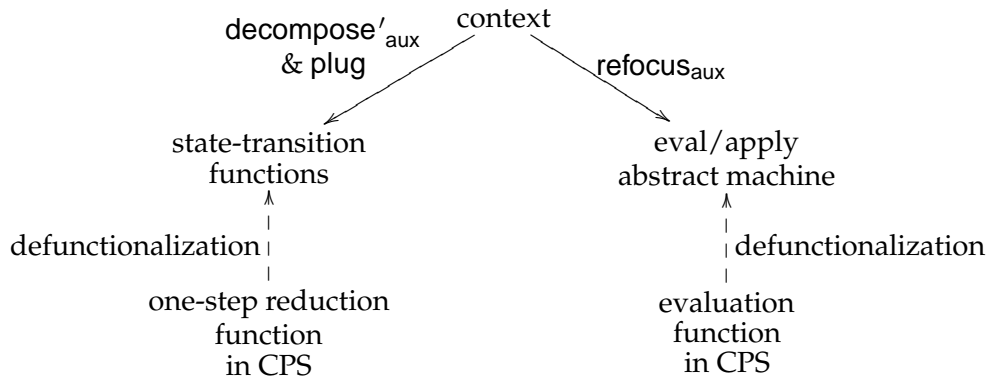 context
decompose′aux
& plug
refocusaux
state-transition
functions
eval/apply
abstract machine
defunctionalization
defunctionalization
one-step reduction
function
in CPS
evaluation
function
in CPS